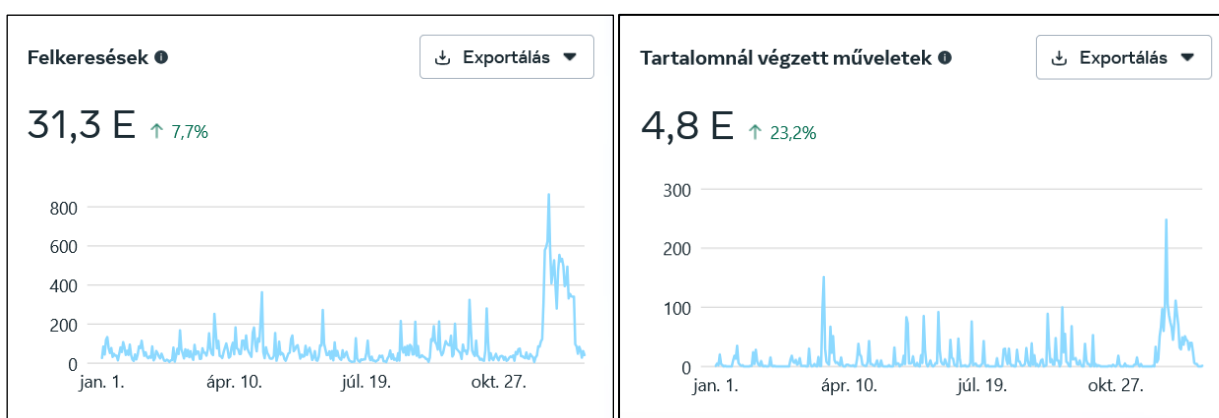 Felkeresések
Exportálás
31,3 E ↑ 7,7%
800
600
400
200
0
jan. 1. ápr. 10. júl. 19. okt. 27.
Tartalomnál végzett műveletek
Exportálás
4,8 E ↑ 23,2%
300
200
100
0
jan. 1. ápr. 10. júl. 19. okt. 27.